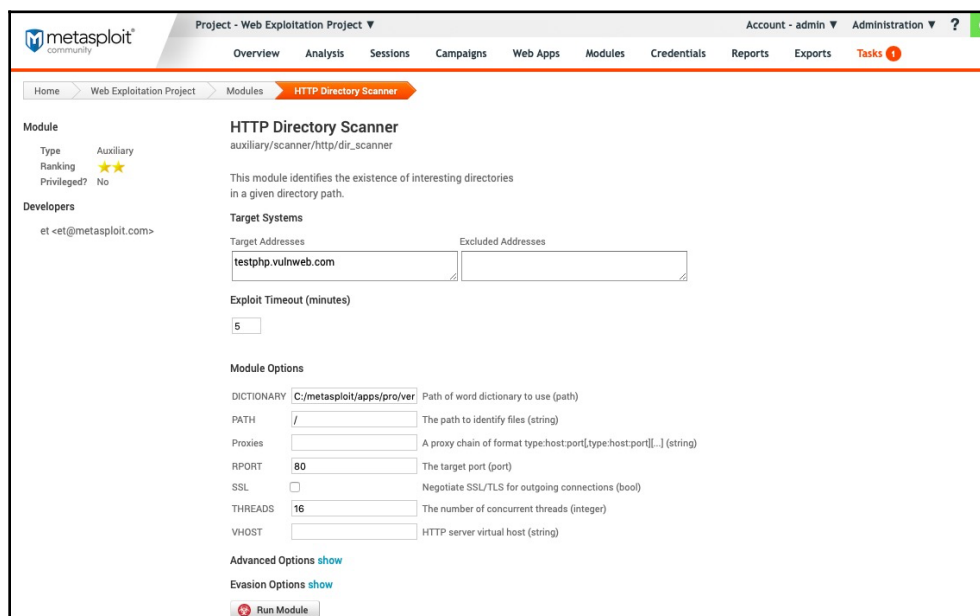 metasploit®
community
Project - Web Exploitation Project ▼
Account - admin ▼ Administration ▼ ?
Overview Analysis Sessions Campaigns Web Apps Modules Credentials Reports Exports Tasks 1
Home Web Exploitation Project Modules HTTP Directory Scanner
Module
Type Auxiliary
Ranking
Privileged? No
Developers
et <et@metasploit.com>
HTTP Directory Scanner
auxiliary/scanner/http/dir_scanner
This module identifies the existence of interesting directories
in a given directory path.
Target Systems
Target Addresses Excluded Addresses
testphp.vulnweb.com
Exploit Timeout (minutes)
5
Module Options
DICTIONARY C:/metasploit/apps/pro/ver Path of word dictionary to use (path)
PATH / The path to identify files (string)
Proxies A proxy chain of format type:host:port[,type:host:port][...] (string)
RPORT 80 The target port (port)
SSL Negotiate SSL/TLS for outgoing connections (bool)
THREADS 16 The number of concurrent threads (integer)
VHOST HTTP server virtual host (string)
Advanced Options show
Evasion Options show
Run Module